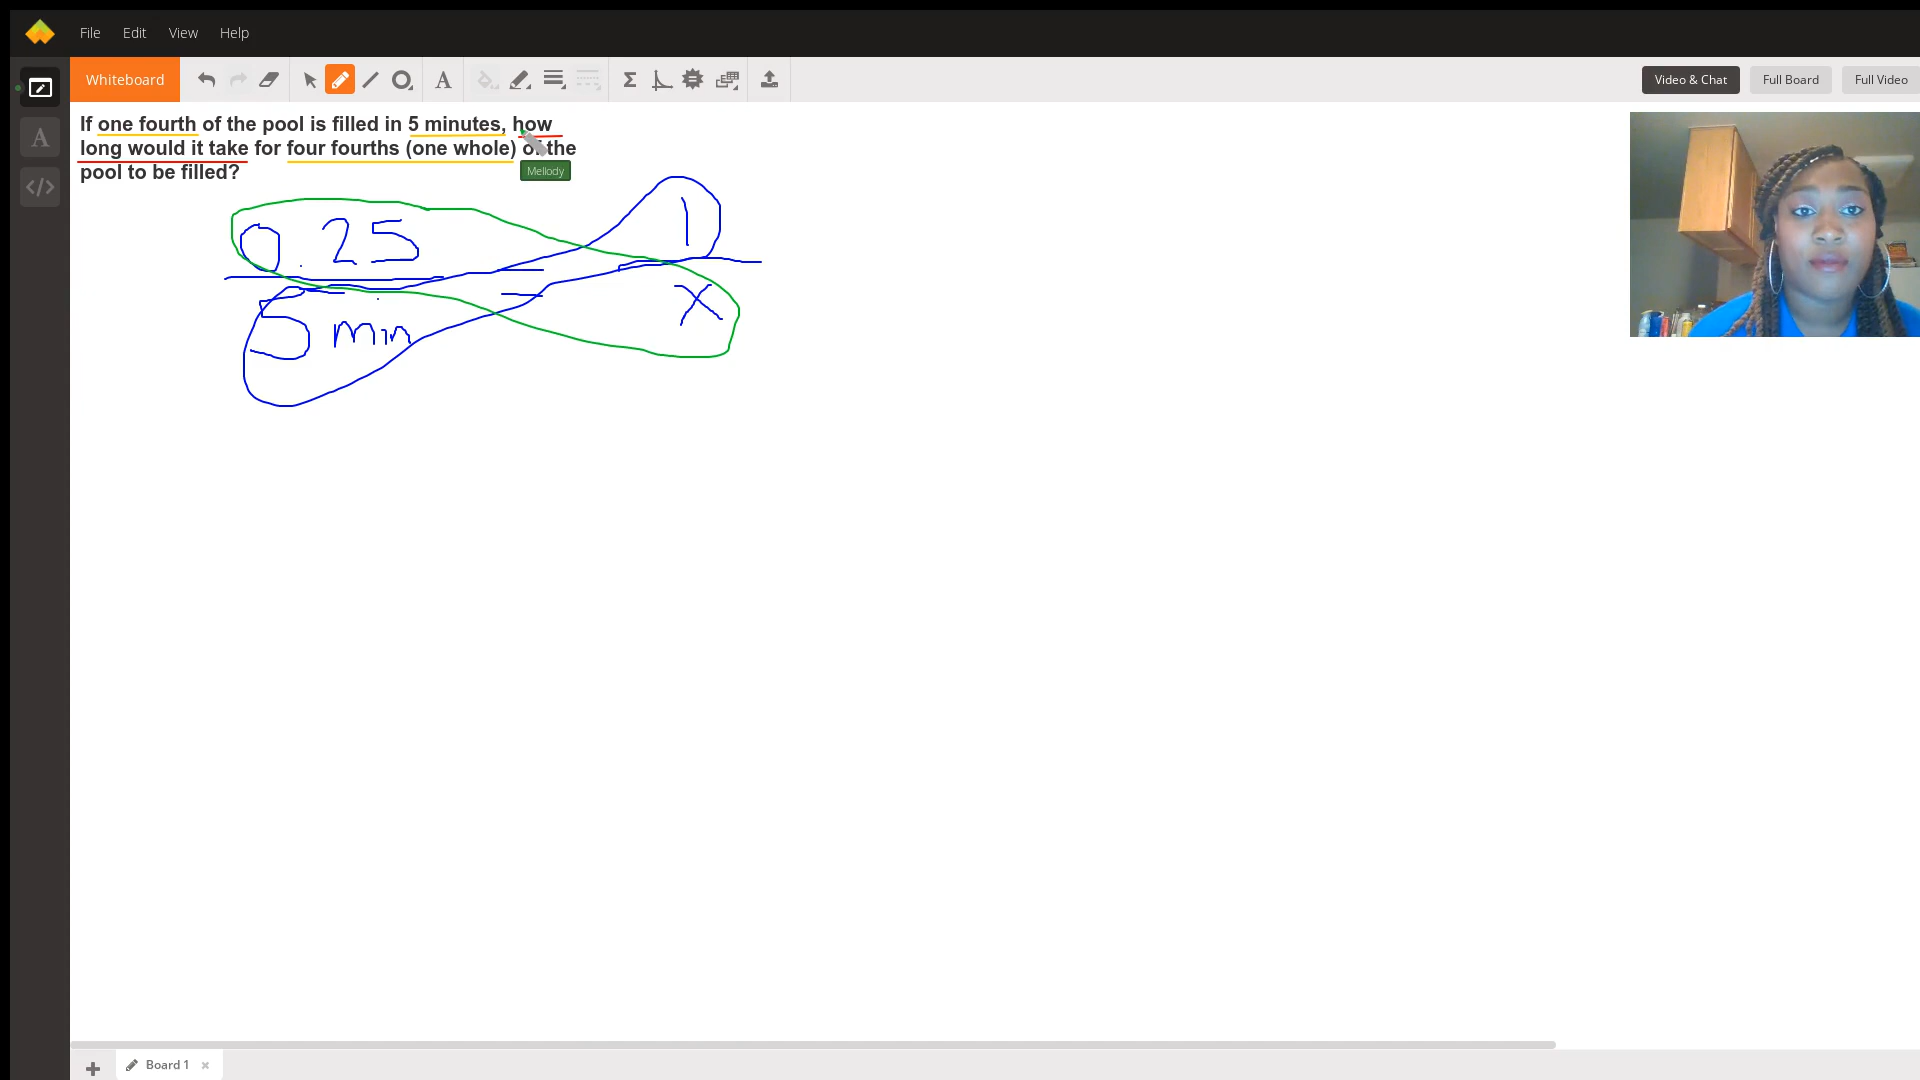 File Edit View Help
Whiteboard A Σ Video & Chat Full Board Full Video
If one fourth of the pool is filled in 5 minutes, how
long would it take for four fourths (one whole) of the
pool to be filled?
Mellody
A
</>
0.25 = 1
5 min x
Board 1